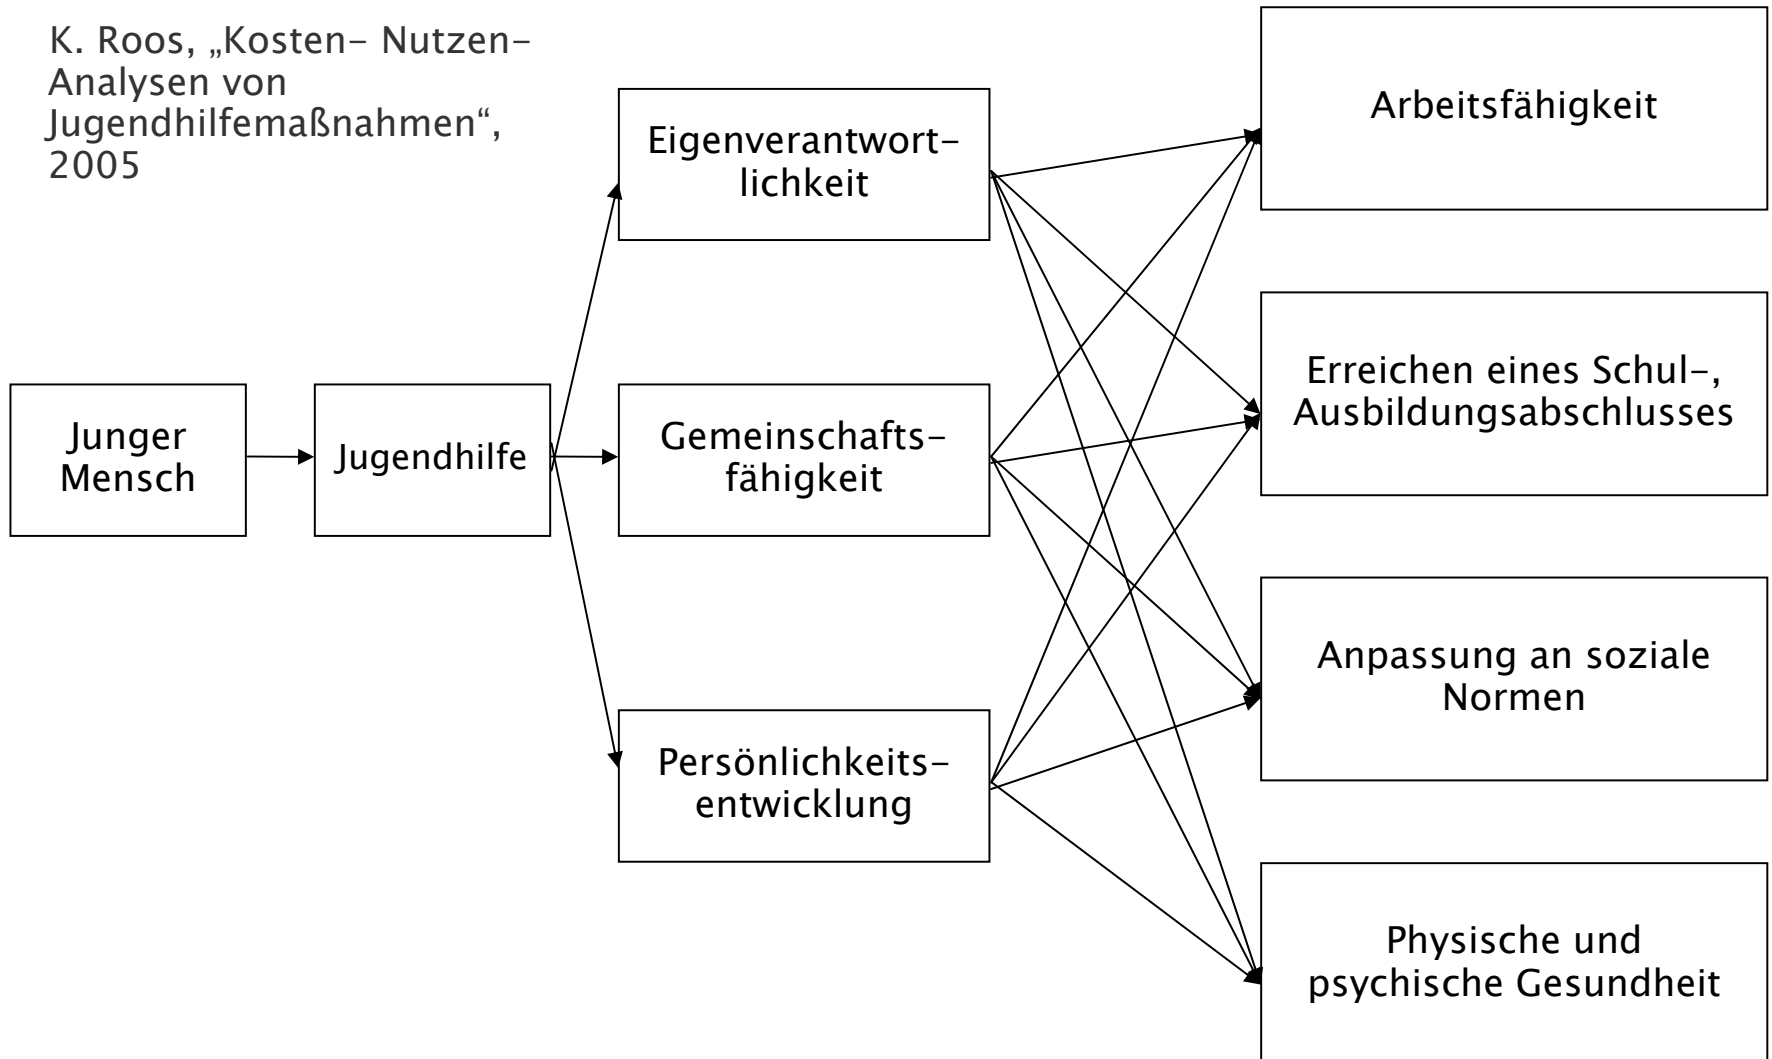 K. Roos, „Kosten– Nutzen–
Analysen von
Jugendhilfemaßnahmen“,
2005
Junger
Mensch
Jugendhilfe
Eigenverantwort–
lichkeit
Gemeinschafts–
fähigkeit
Persönlichkeits–
entwicklung
Arbeitsfähigkeit
Erreichen eines Schul–,
Ausbildungsabschlusses
Anpassung an soziale
Normen
Physische und
psychische Gesundheit